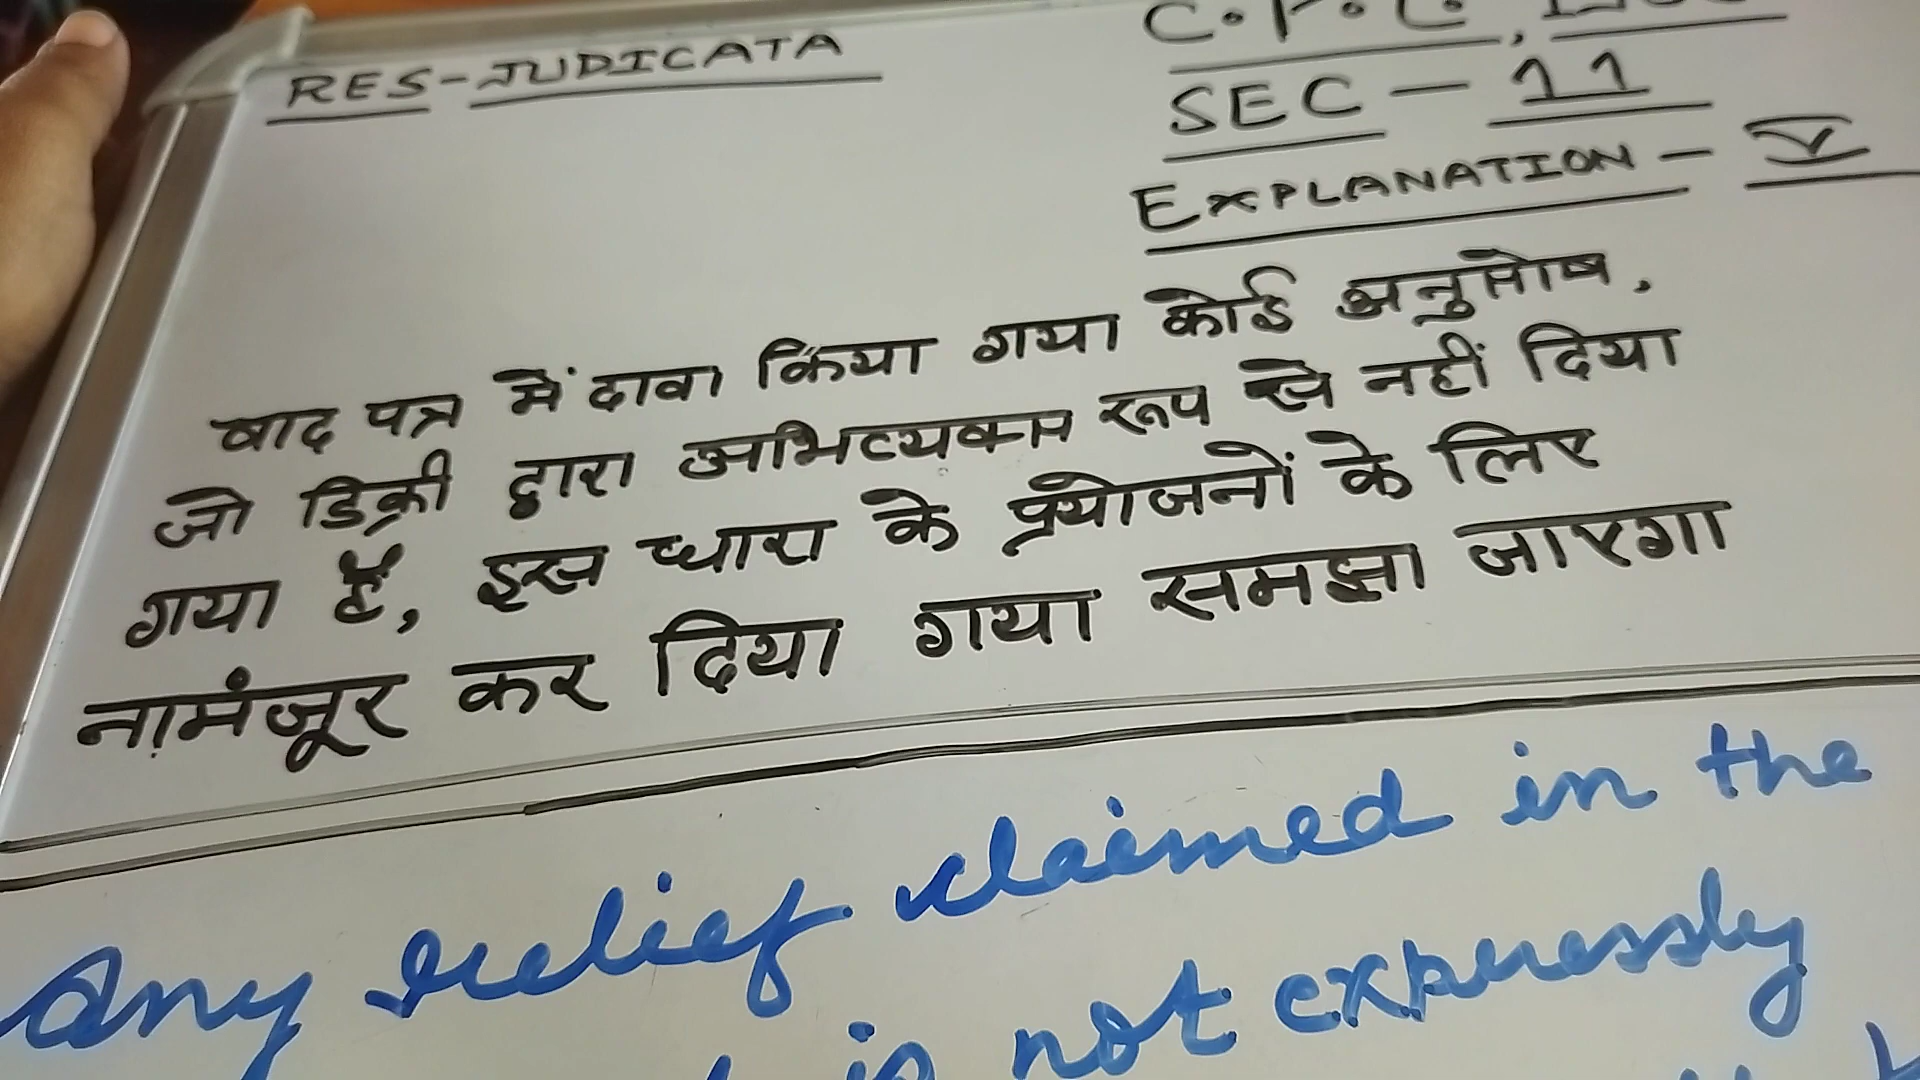 RES-JUDICATA
C.P.C.,
SEC - 11
EXPLANATION - V
वाद पत्र में दावा किया गया कोई अनुतोष,
जो डिक्री द्वारा अभिव्यक्त रूप से नहीं दिया
गया है, इस धारा के प्रयोजनों के लिए
नामंजूर कर दिया गया समझा जाएगा
Any relief claimed in the
is not expressly